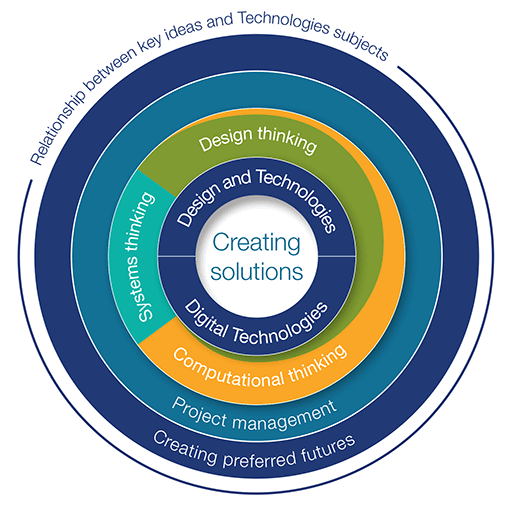 Relationship between key ideas and Technologies subjects
Design thinking
Design and Technologies
Systems thinking
Creating
solutions
Digital Technologies
Computational thinking
Project management
Creating preferred futures